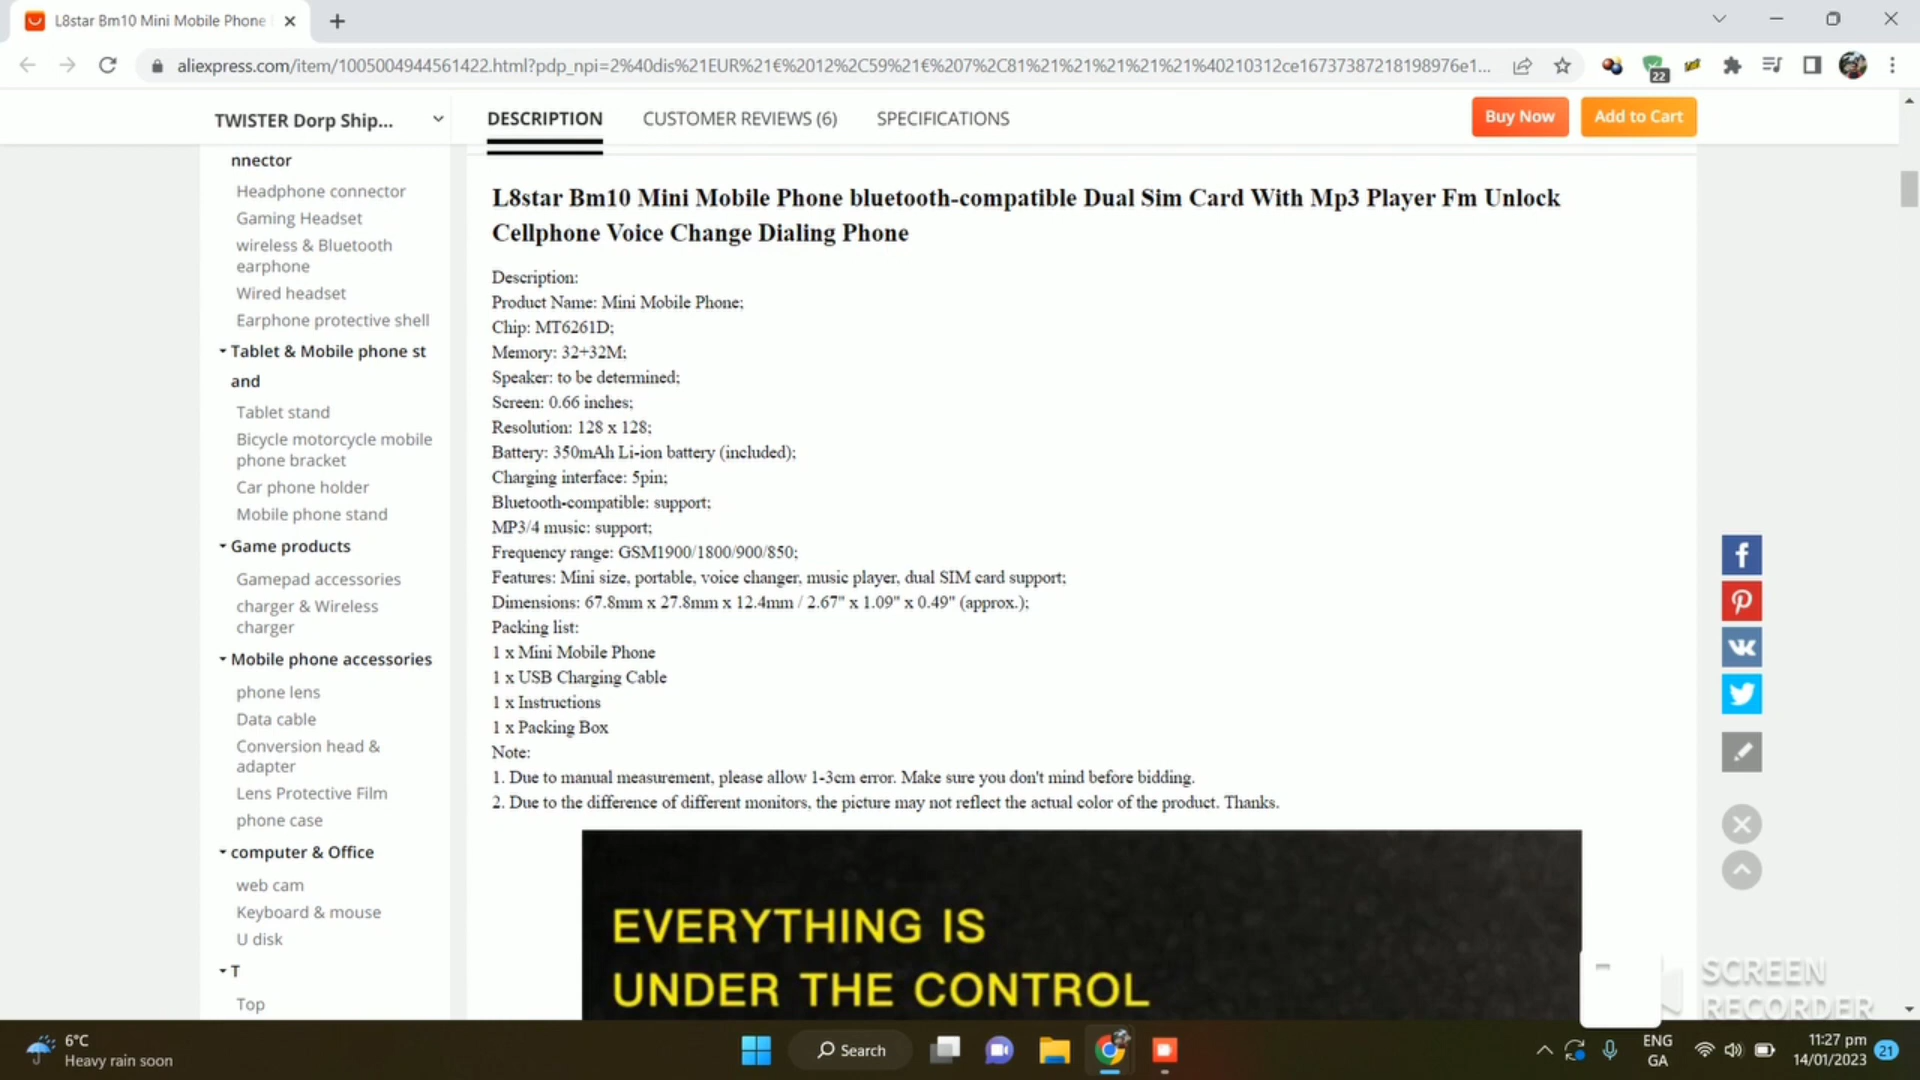 L8star Bm10 Mini Mobile Phone
aliexpress.com/item/1005004944561422.html?pdp_npi=2%40dis%21EUR%21€%2012%2C59%21€%207%2C81%21%21%21%21%21%40210312ce16737387218198976e1...
22
TWISTER Dorp Ship...
DESCRIPTION
CUSTOMER REVIEWS (6)
SPECIFICATIONS
Buy Now
Add to Cart
nnector
Headphone connector
Gaming Headset
wireless & Bluetooth
earphone
Wired headset
Earphone protective shell
Tablet & Mobile phone st
and
Tablet stand
Bicycle motorcycle mobile
phone bracket
Car phone holder
Mobile phone stand
Game products
Gamepad accessories
charger & Wireless
charger
Mobile phone accessories
phone lens
Data cable
Conversion head &
adapter
Lens Protective Film
phone case
computer & Office
web cam
Keyboard & mouse
U disk
T
Top
L8star Bm10 Mini Mobile Phone bluetooth-compatible Dual Sim Card With Mp3 Player Fm Unlock
Cellphone Voice Change Dialing Phone
Description:
Product Name: Mini Mobile Phone;
Chip: MT6261D;
Memory: 32+32M;
Speaker: to be determined;
Screen: 0.66 inches;
Resolution: 128 x 128;
Battery: 350mAh Li-ion battery (included);
Charging interface: 5pin;
Bluetooth-compatible: support;
MP3/4 music: support;
Frequency range: GSM1900/1800/900/850;
Features: Mini size, portable, voice changer, music player, dual SIM card support;
Dimensions: 67.8mm x 27.8mm x 12.4mm / 2.67" x 1.09" x 0.49" (approx.);
Packing list:
1 x Mini Mobile Phone
1 x USB Charging Cable
1 x Instructions
1 x Packing Box
Note:
1. Due to manual measurement, please allow 1-3cm error. Make sure you don't mind before bidding.
2. Due to the difference of different monitors, the picture may not reflect the actual color of the product. Thanks.
EVERYTHING IS
UNDER THE CONTROL
SCREEN
RECORDER
6°C
Heavy rain soon
Search
ENG
GA
11:27 pm
14/01/2023
21